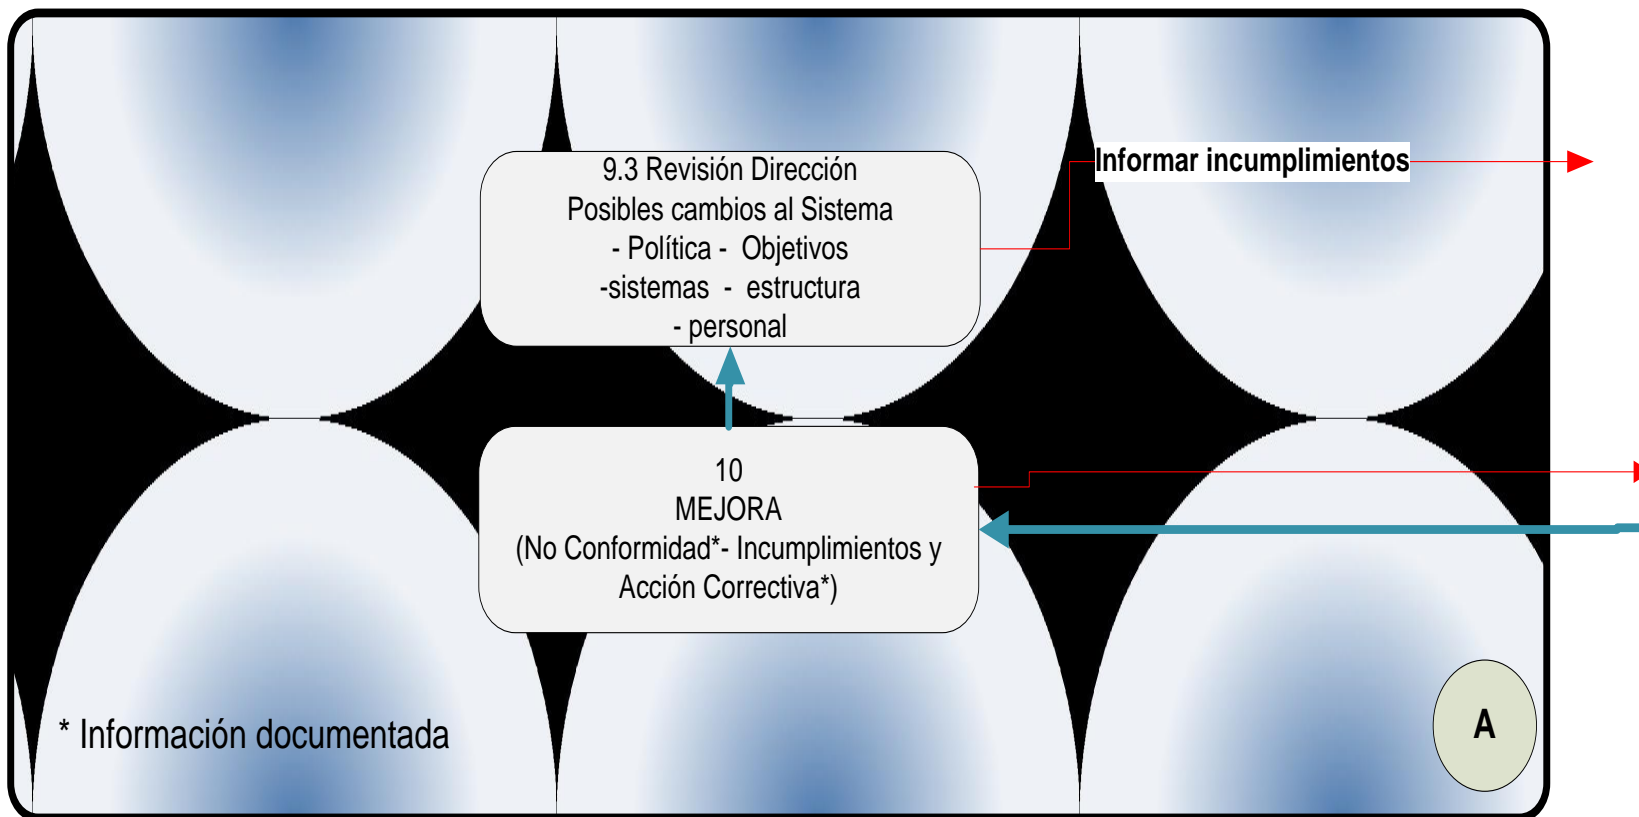 9.3 Revisión Dirección
Posibles cambios al Sistema
- Política - Objetivos
-sistemas - estructura
- personal
Informar incumplimientos
10
MEJORA
(No Conformidad*- Incumplimientos y
Acción Correctiva*)
* Información documentada
A